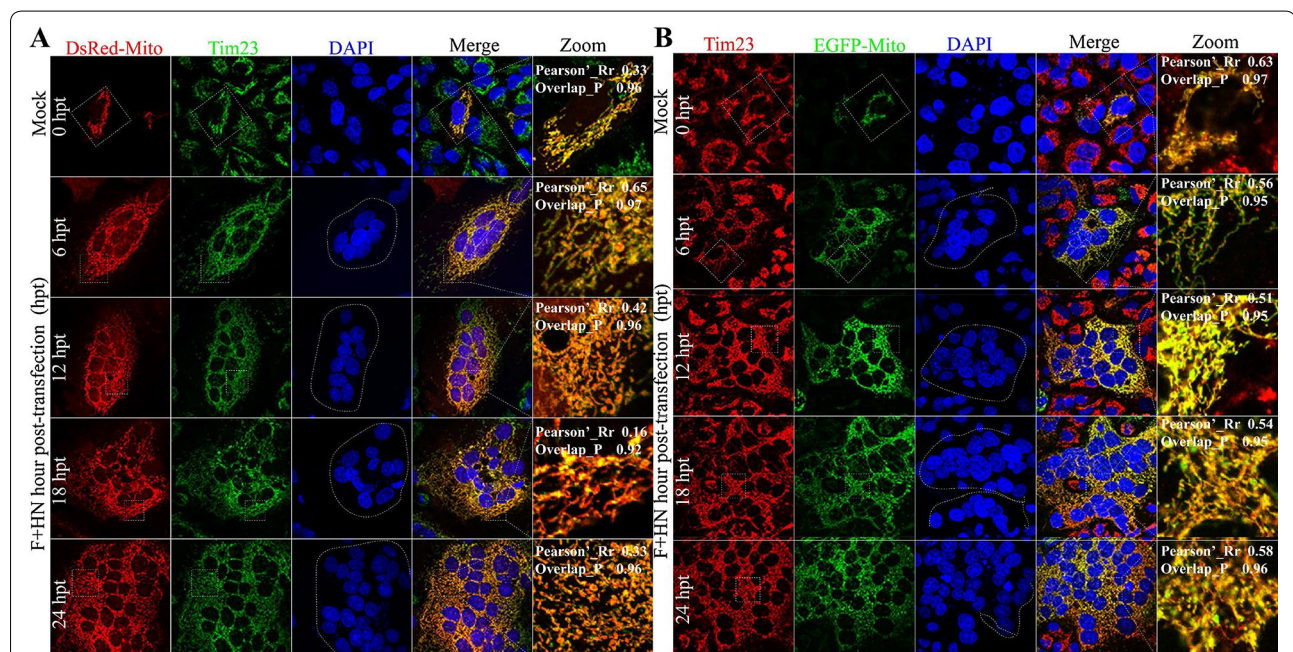 A
DsRed-Mito Tim23 DAPI Merge Zoom
Mock
0 hpt
Pearson'_Rr 0.33
Overlap_P 0.96
F+HN hour post-transfection (hpt)
6 hpt
Pearson'_Rr 0.65
Overlap_P 0.97
12 hpt
Pearson'_Rr 0.42
Overlap_P 0.96
18 hpt
Pearson'_Rr 0.16
Overlap_P 0.92
24 hpt
Pearson'_Rr 0.53
Overlap_P 0.96
B
Tim23 EGFP-Mito DAPI Merge Zoom
Mock
0 hpt
Pearson'_Rr 0.63
Overlap_P 0.97
F+HN hour post-transfection (hpt)
6 hpt
Pearson'_Rr 0.56
Overlap_P 0.95
12 hpt
Pearson'_Rr 0.51
Overlap_P 0.95
18 hpt
Pearson'_Rr 0.54
Overlap_P 0.95
24 hpt
Pearson'_Rr 0.58
Overlap_P 0.96